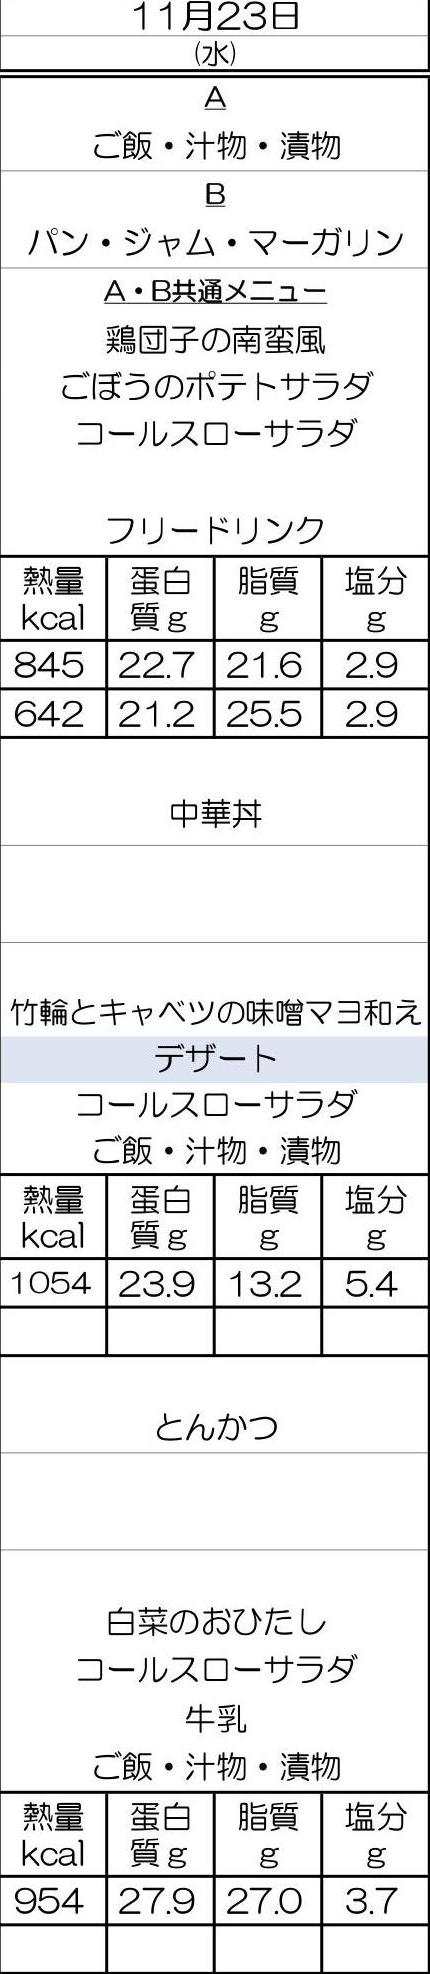 11月23日
(水)
A
ご飯・汁物・漬物
B
パン・ジャム・マーガリン
A・B共通メニュー
鶏団子の南蛮風
ごぼうのポテトサラダ
コールスローサラダ
フリードリンク
熱量 蛋白 脂質 塩分
kcal 質g g g
845 22.7 21.6 2.9
642 21.2 25.5 2.9
中華丼
竹輪とキャベツの味噌マヨ和え
デザート
コールスローサラダ
ご飯・汁物・漬物
熱量 蛋白 脂質 塩分
kcal 質g g g
1054 23.9 13.2 5.4
とんかつ
白菜のおひたし
コールスローサラダ
牛乳
ご飯・汁物・漬物
熱量 蛋白 脂質 塩分
kcal 質g g g
954 27.9 27.0 3.7